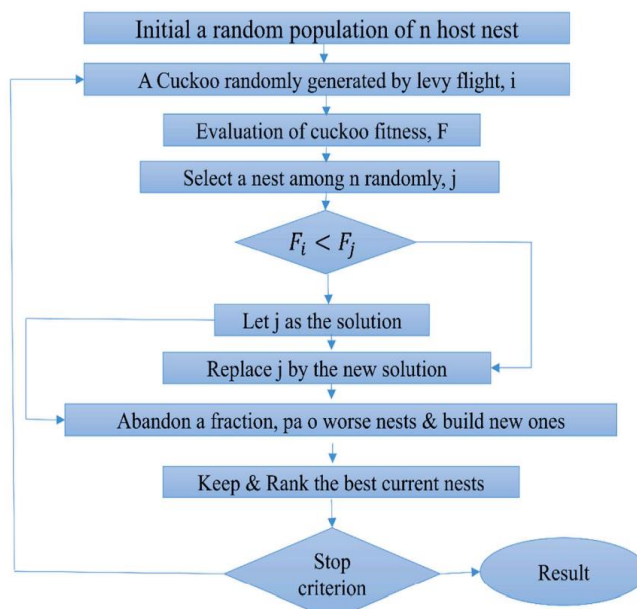 Initial a random population of n host nest
A Cuckoo randomly generated by levy flight, i
Evaluation of cuckoo fitness, F
Select a nest among n randomly, j
F_i < F_j
Let j as the solution
Replace j by the new solution
Abandon a fraction, pa o worse nests & build new ones
Keep & Rank the best current nests
Stop
criterion
Result